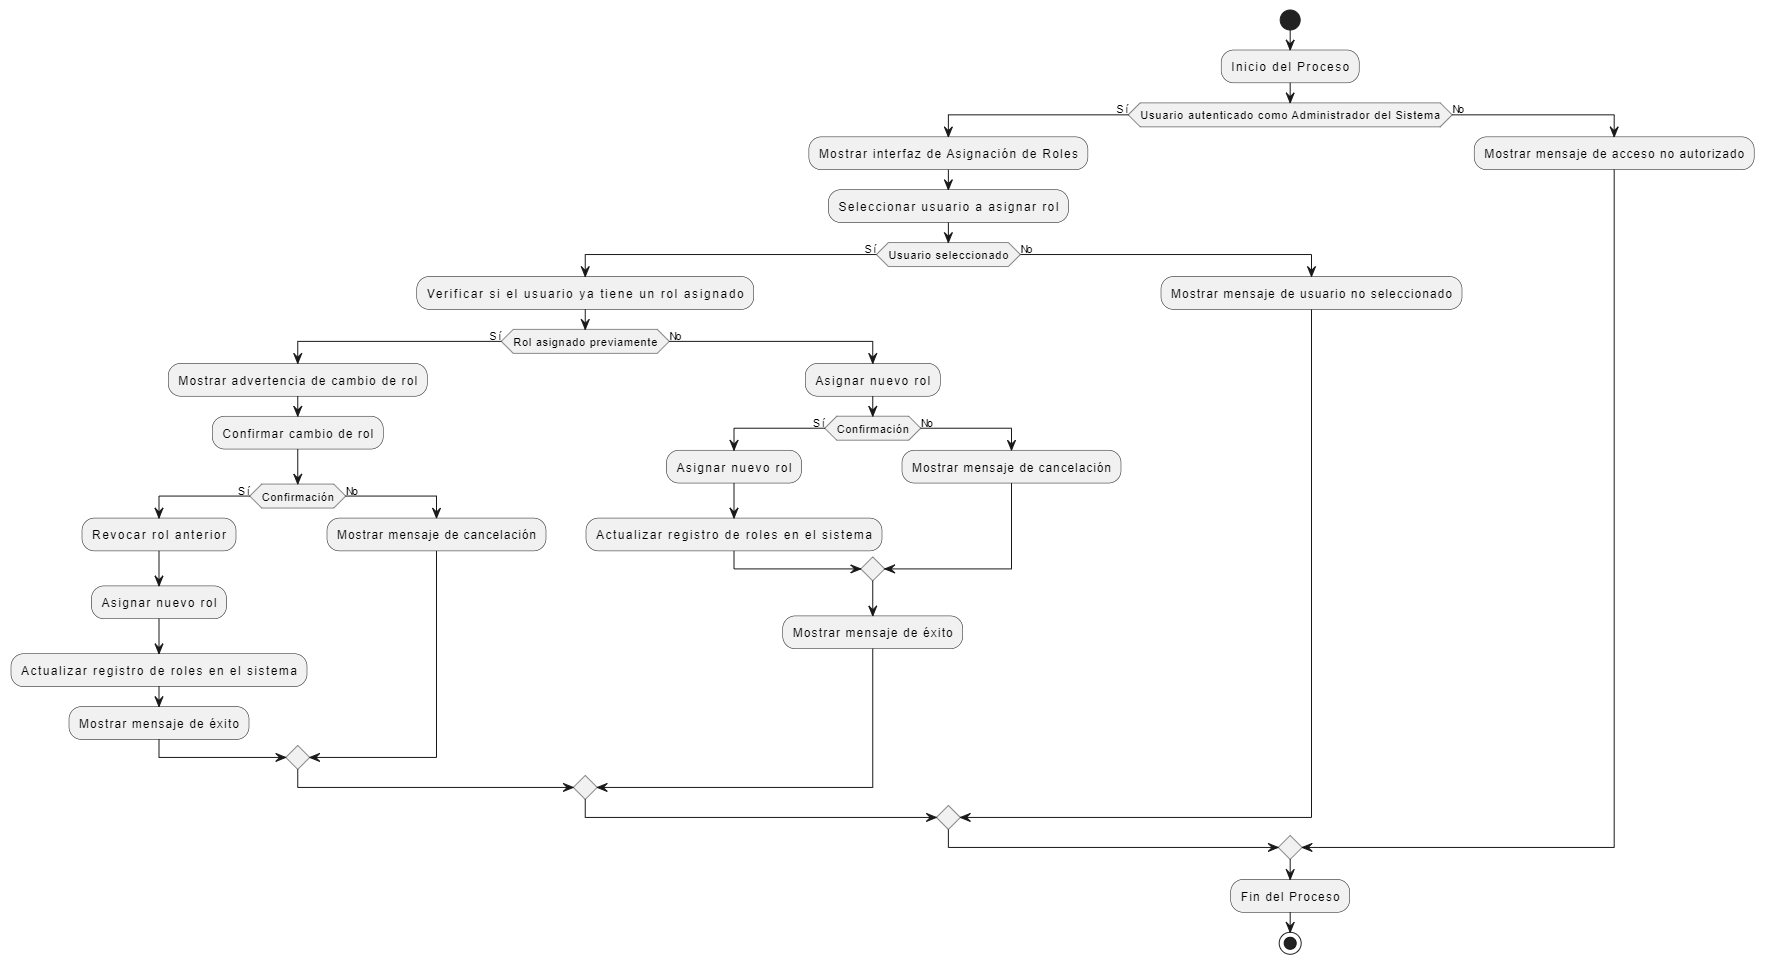 Inicio del Proceso
Sí
Usuario autenticado como Administrador del Sistema
No
Mostrar interfaz de Asignación de Roles
Mostrar mensaje de acceso no autorizado
Seleccionar usuario a asignar rol
Sí
Usuario seleccionado
No
Verificar si el usuario ya tiene un rol asignado
Mostrar mensaje de usuario no seleccionado
Sí
Rol asignado previamente
No
Mostrar advertencia de cambio de rol
Asignar nuevo rol
Confirmar cambio de rol
Sí
Confirmación
No
Asignar nuevo rol
Mostrar mensaje de cancelación
Sí
Confirmación
No
Revocar rol anterior
Mostrar mensaje de cancelación
Actualizar registro de roles en el sistema
Asignar nuevo rol
Mostrar mensaje de éxito
Actualizar registro de roles en el sistema
Mostrar mensaje de éxito
Fin del Proceso